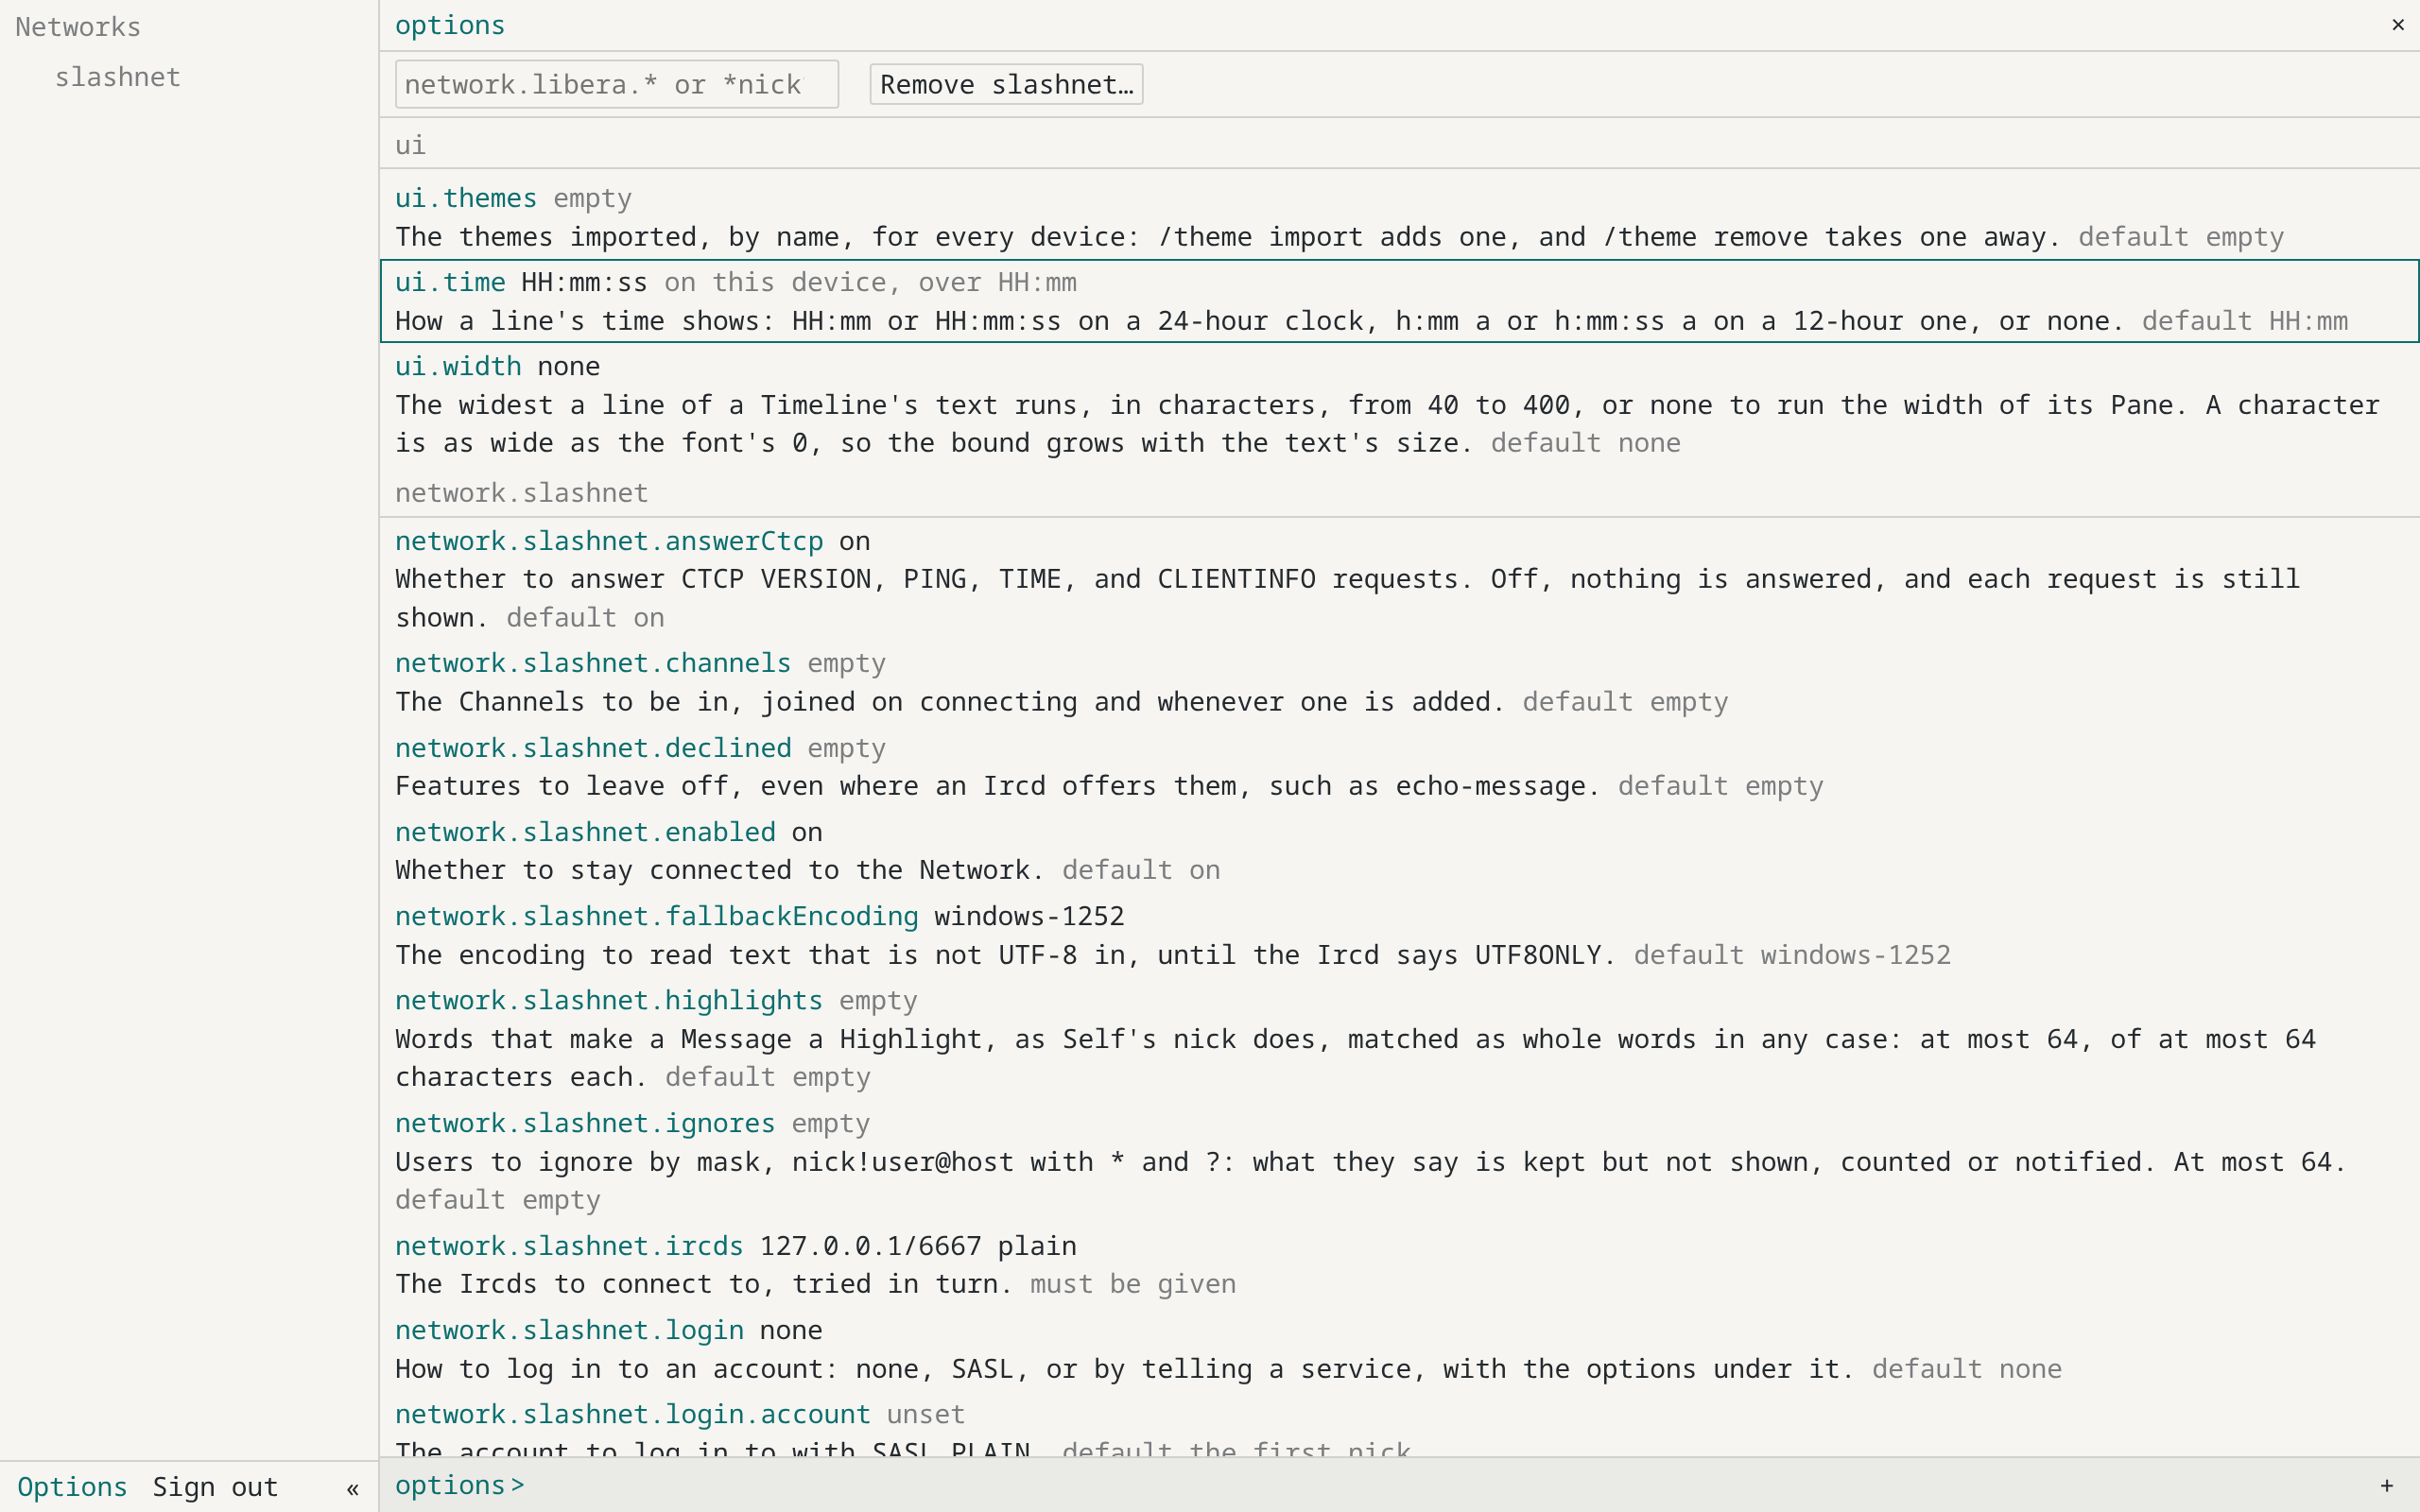 Networks
slashnet
options ×
network.libera.* or *nick Remove slashnet…
ui
ui.themes empty
The themes imported, by name, for every device: /theme import adds one, and /theme remove takes one away. default empty
ui.time HH:mm:ss on this device, over HH:mm
How a line's time shows: HH:mm or HH:mm:ss on a 24-hour clock, h:mm a or h:mm:ss a on a 12-hour one, or none. default HH:mm
ui.width none
The widest a line of a Timeline's text runs, in characters, from 40 to 400, or none to run the width of its Pane. A character
is as wide as the font's 0, so the bound grows with the text's size. default none
network.slashnet
network.slashnet.answerCtcp on
Whether to answer CTCP VERSION, PING, TIME, and CLIENTINFO requests. Off, nothing is answered, and each request is still
shown. default on
network.slashnet.channels empty
The Channels to be in, joined on connecting and whenever one is added. default empty
network.slashnet.declined empty
Features to leave off, even where an Ircd offers them, such as echo-message. default empty
network.slashnet.enabled on
Whether to stay connected to the Network. default on
network.slashnet.fallbackEncoding windows-1252
The encoding to read text that is not UTF-8 in, until the Ircd says UTF8ONLY. default windows-1252
network.slashnet.highlights empty
Words that make a Message a Highlight, as Self's nick does, matched as whole words in any case: at most 64, of at most 64
characters each. default empty
network.slashnet.ignores empty
Users to ignore by mask, nick!user@host with * and ?: what they say is kept but not shown, counted or notified. At most 64.
default empty
network.slashnet.ircds 127.0.0.1/6667 plain
The Ircds to connect to, tried in turn. must be given
network.slashnet.login none
How to log in to an account: none, SASL, or by telling a service, with the options under it. default none
network.slashnet.login.account unset
The account to log in to with SASL PLAIN. default the first nick
Options Sign out «
options> +